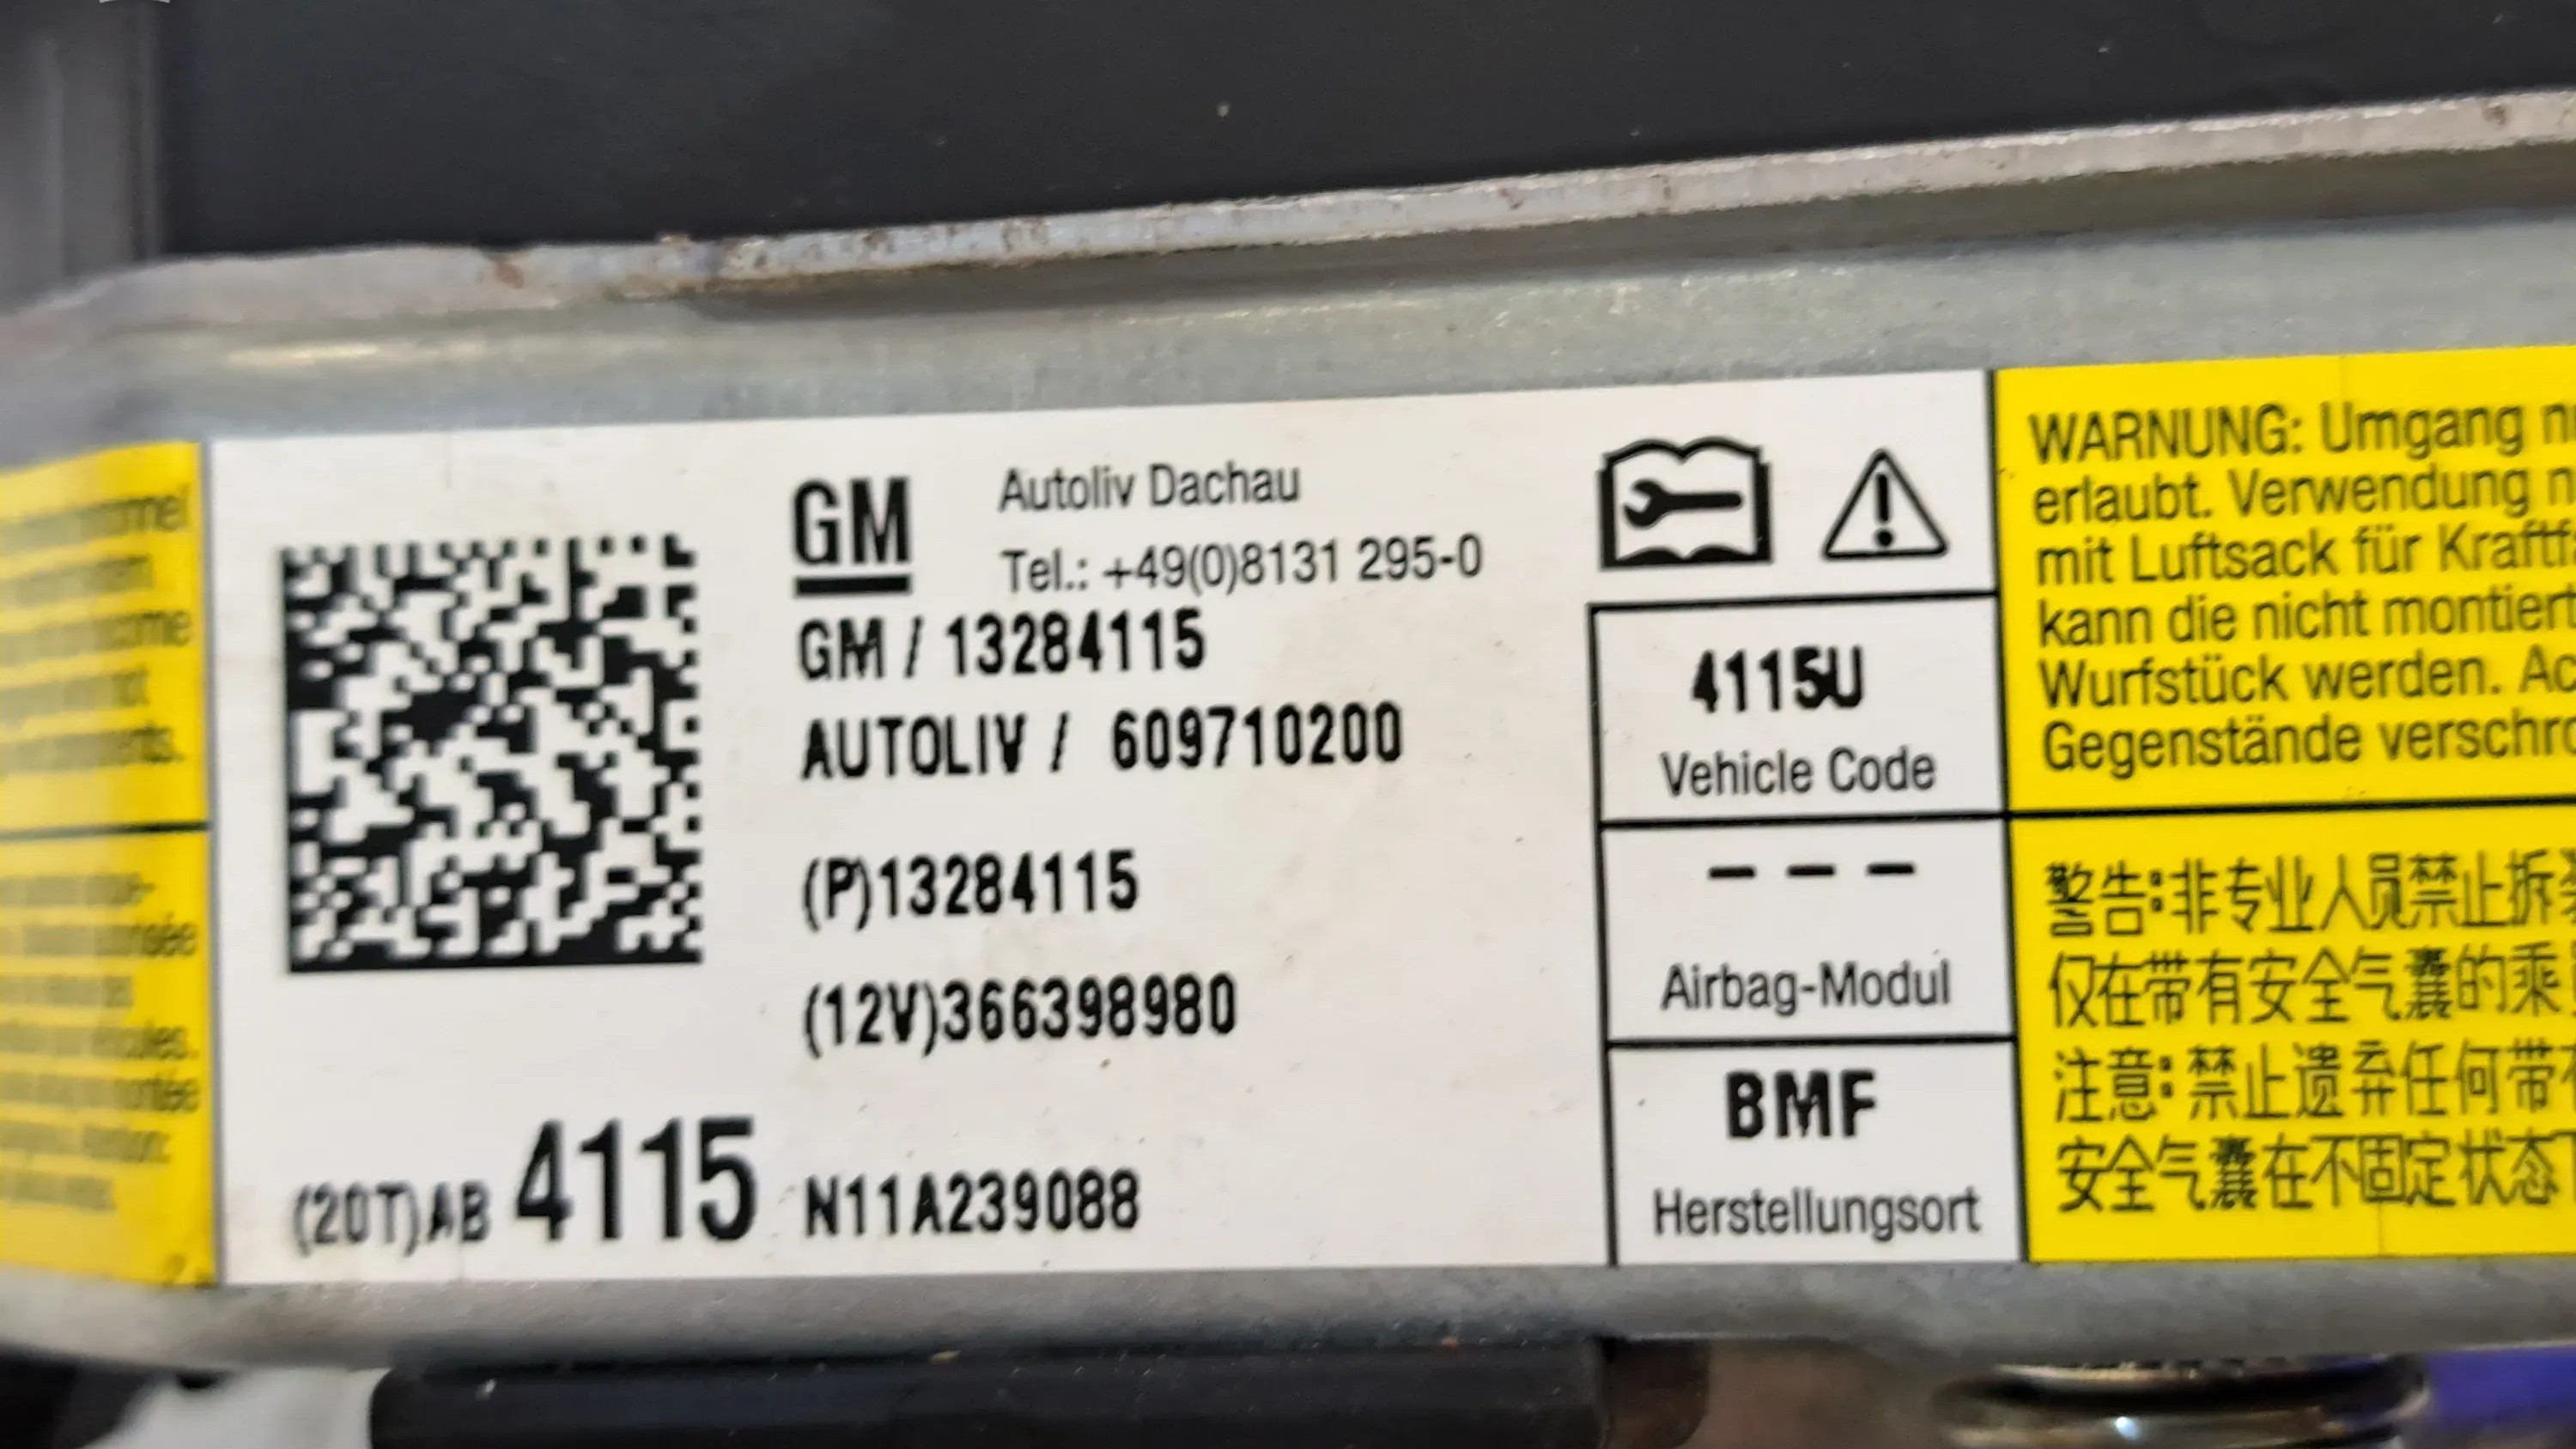 GM
Autoliv Dachau
Tel.: +49(0)8131 295-0
GM / 13284115
AUTOLIV / 609710200
(P)13284115
(12V)366398980
(20T)AB 4115 N11A239088
4115U
Vehicle Code
- - -
Airbag-Modul
BMF
Herstellungsort
WARNUNG: Umgang
erlaubt. Verwendung
mit Luftsack für
kann die nicht
Wurfstück werden.
Gegenstände
警告:非专业人员禁止拆
仅在带有安全气囊的乘
注意:禁止遗弃任何带
安全气囊在不固定状态